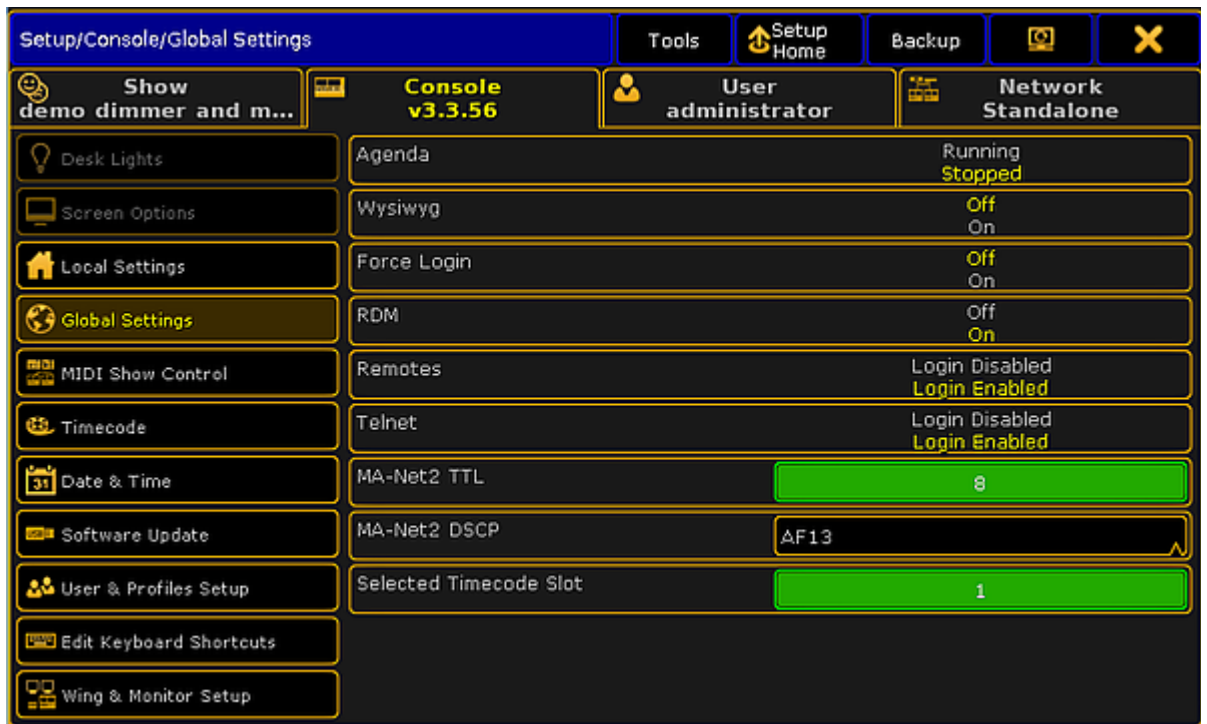 Setup/Console/Global Settings
Tools
Setup
Home
Backup
Show
demo dimmer and m...
Console
v3.3.56
User
administrator
Network
Standalone
Desk Lights
Screen Options
Local Settings
Global Settings
MIDI
MIDI Show Control
Timecode
31
Date & Time
Software Update
User & Profiles Setup
Edit Keyboard Shortcuts
Wing & Monitor Setup
Agenda
Running
Stopped
Wysiwyg
Off
On
Force Login
Off
On
RDM
Off
On
Remotes
Login Disabled
Login Enabled
Telnet
Login Disabled
Login Enabled
MA-Net2 TTL
8
MA-Net2 DSCP
AF13
Selected Timecode Slot
1